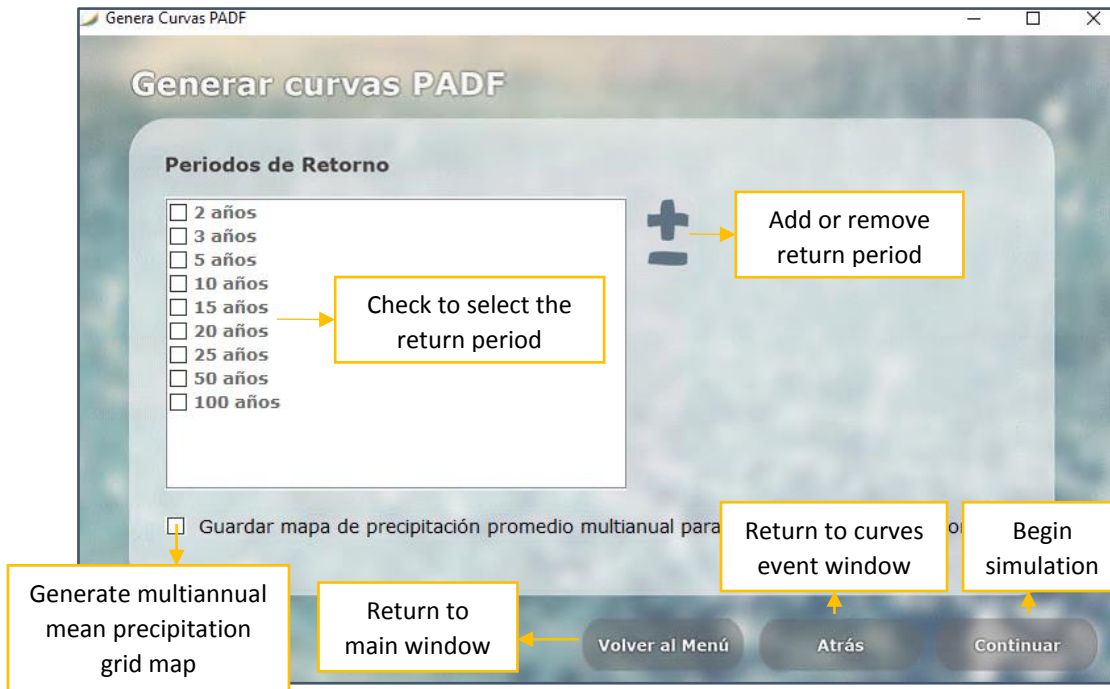 Genera Curvas PADF
Generar curvas PADF
Periodos de Retorno
2 años
3 años
5 años
10 años
15 años
20 años
25 años
50 años
100 años
Add or remove
return period
Check to select the
return period
Guardar mapa de precipitación promedio multianual para
Return to curves
event window
Begin
simulation
Generate multiannual
mean precipitation
grid map
Return to
main window
Volver al Menú
Atrás
Continuar